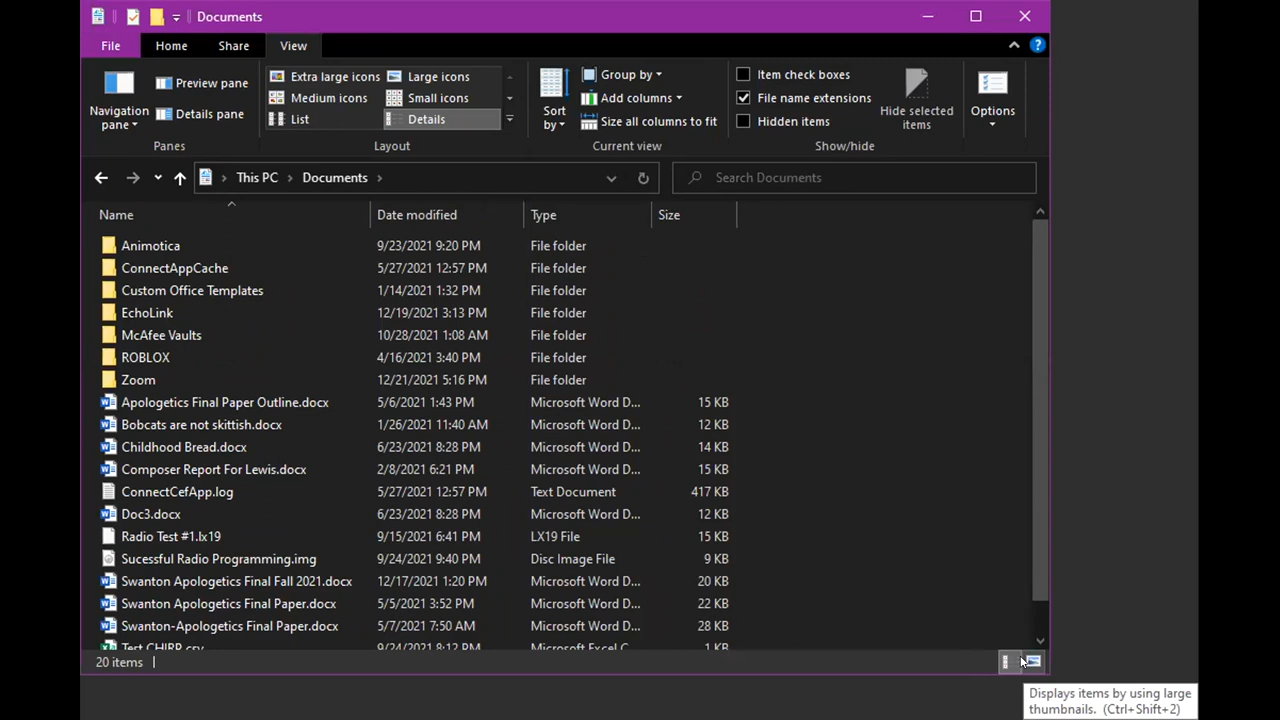 Documents
File Home Share View
Navigation pane
Preview pane
Details pane
Panes
Extra large icons Large icons
Medium icons Small icons
List Details
Layout
Sort by
Group by
Add columns
Size all columns to fit
Current view
Item check boxes
File name extensions
Hidden items
Hide selected items
Show/hide
Options
This PC Documents
Search Documents
Name Date modified Type Size
Animotica 9/23/2021 9:20 PM File folder
ConnectAppCache 5/27/2021 12:57 PM File folder
Custom Office Templates 1/14/2021 1:32 PM File folder
EchoLink 12/19/2021 3:13 PM File folder
McAfee Vaults 10/28/2021 1:08 AM File folder
ROBLOX 4/16/2021 3:40 PM File folder
Zoom 12/21/2021 5:16 PM File folder
Apologetics Final Paper Outline.docx 5/6/2021 1:43 PM Microsoft Word D... 15 KB
Bobcats are not skittish.docx 1/26/2021 11:40 AM Microsoft Word D... 12 KB
Childhood Bread.docx 6/23/2021 8:28 PM Microsoft Word D... 14 KB
Composer Report For Lewis.docx 2/8/2021 6:21 PM Microsoft Word D... 15 KB
ConnectCefApp.log 5/27/2021 12:57 PM Text Document 417 KB
Doc3.docx 6/23/2021 8:28 PM Microsoft Word D... 12 KB
Radio Test #1.lx19 9/15/2021 6:41 PM LX19 File 15 KB
Sucessful Radio Programming.img 9/24/2021 9:40 PM Disc Image File 9 KB
Swanton Apologetics Final Fall 2021.docx 12/17/2021 1:20 PM Microsoft Word D... 20 KB
Swanton Apologetics Final Paper.docx 5/5/2021 3:52 PM Microsoft Word D... 22 KB
Swanton-Apologetics Final Paper.docx 5/7/2021 7:50 AM Microsoft Word D... 28 KB
Test CHIRP.csv 9/24/2021 8:12 PM Microsoft Excel C... 1 KB
20 items
Displays items by using large
thumbnails. (Ctrl+Shift+2)